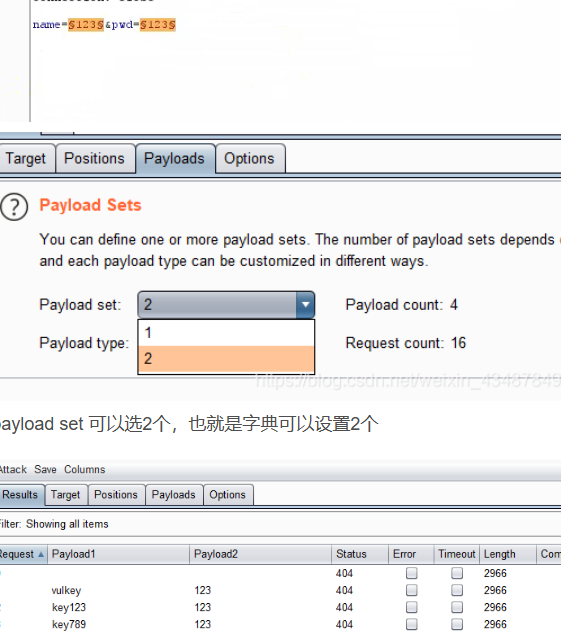 name=§123§&pwd=§123§
Target Positions Payloads Options
? Payload Sets
You can define one or more payload sets. The number of payload sets depends
and each payload type can be customized in different ways.
Payload set: 2 Payload count: 4
1
Payload type: Request count: 16
2
https://blog.csdn.net/weixin_43487849
payload set 可以选2个，也就是字典可以设置2个
Attack Save Columns
Results Target Positions Payloads Options
Filter: Showing all items
Request Payload1 Payload2 Status Error Timeout Length Com
404 2966
vulkey 123 404 2966
key123 123 404 2966
key789 123 404 2966